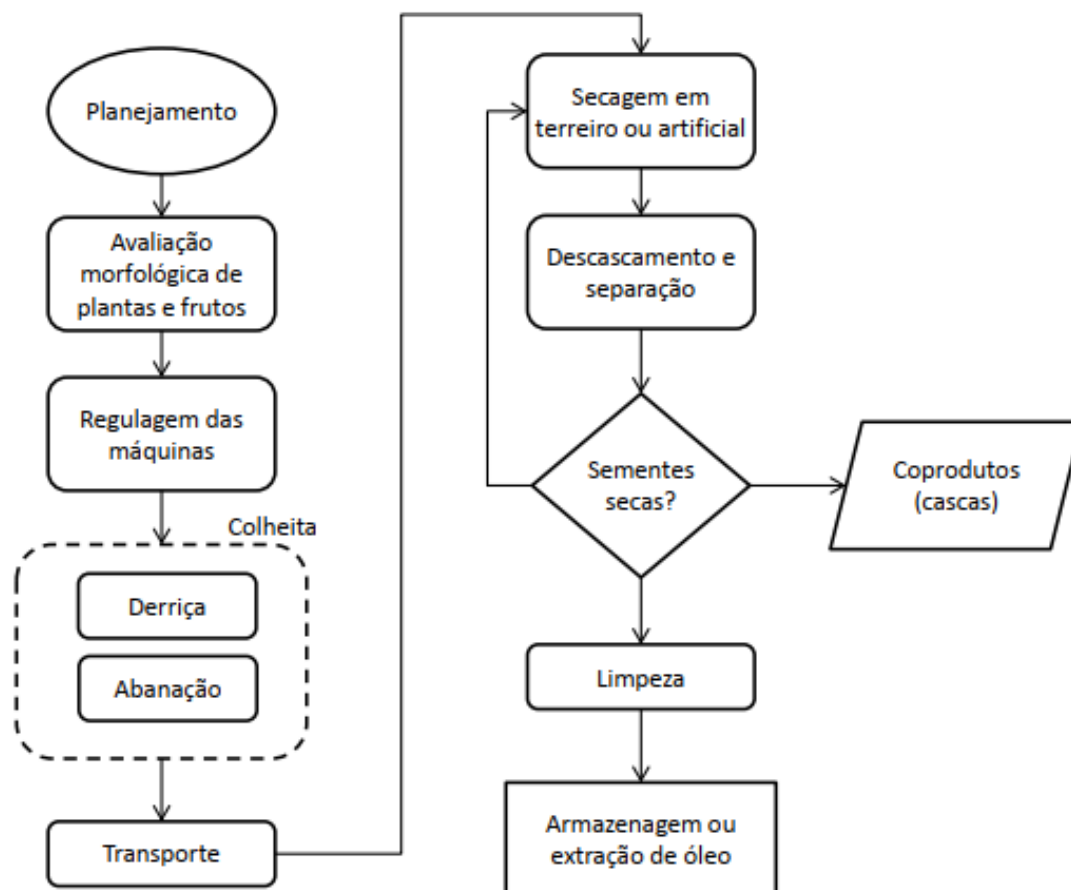 Planejamento
Avaliação
morfológica de
plantas e frutos
Regulagem das
máquinas
Colheita
Derriça
Abanação
Transporte
Secagem em
terreiro ou artificial
Descascamento e
separação
Sementes
secas?
Coprodutos
(cascas)
Limpeza
Armazenagem ou
extração de óleo